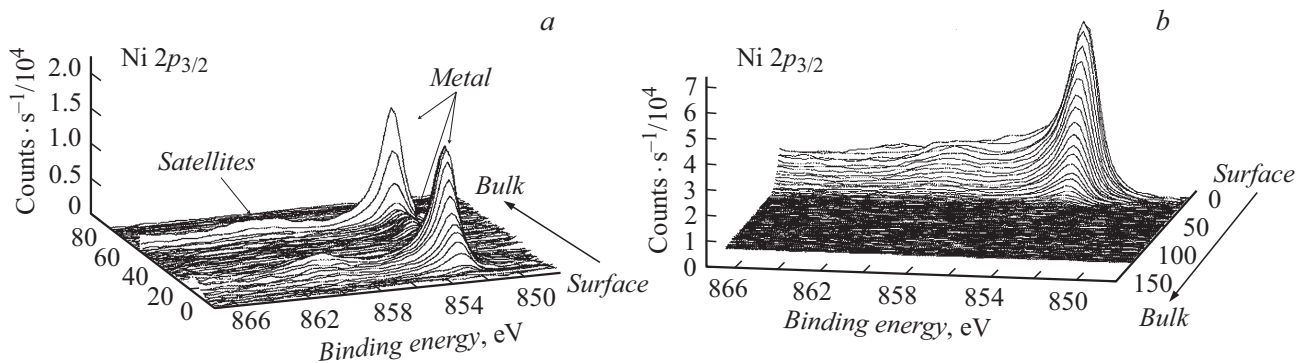 a
Ni 2p3/2
Counts · s⁻¹/10⁴
2.0
1.5
1.0
0.5
0
80
60
40
20
0
Metal
Satellites
Bulk
Surface
866 862 858 854 850
Binding energy, eV
b
Ni 2p3/2
Counts · s⁻¹/10⁴
7
6
5
4
3
2
1
0
Surface
0
50
100
150
Bulk
866 862 858 854 850
Binding energy, eV